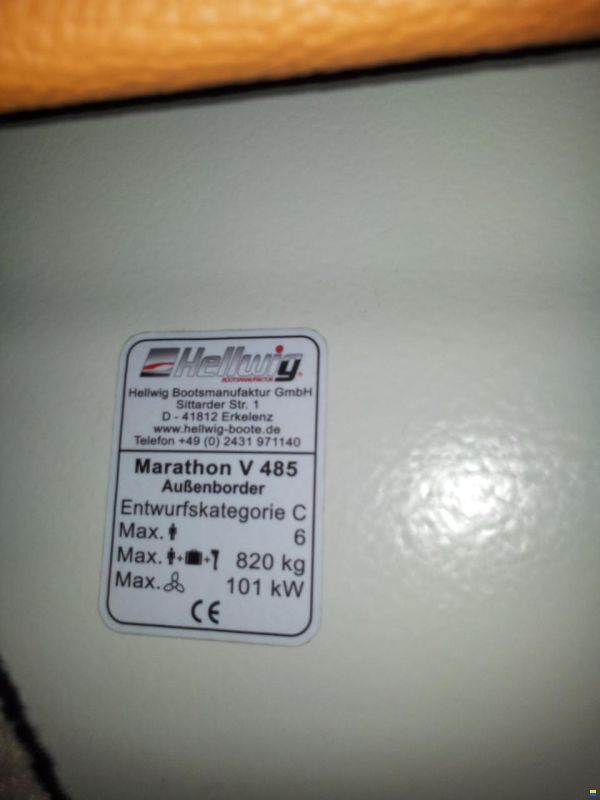 Hellwig
BOOTSMANUFAKTUR
Hellwig Bootsmanufaktur GmbH
Sittarder Str. 1
D - 41812 Erkelenz
www.hellwig-boote.de
Telefon +49 (0) 2431 971140
Marathon V 485
Außenborder
Entwurfskategorie C
Max. 6
Max. + + 820 kg
Max. 101 kW
CE